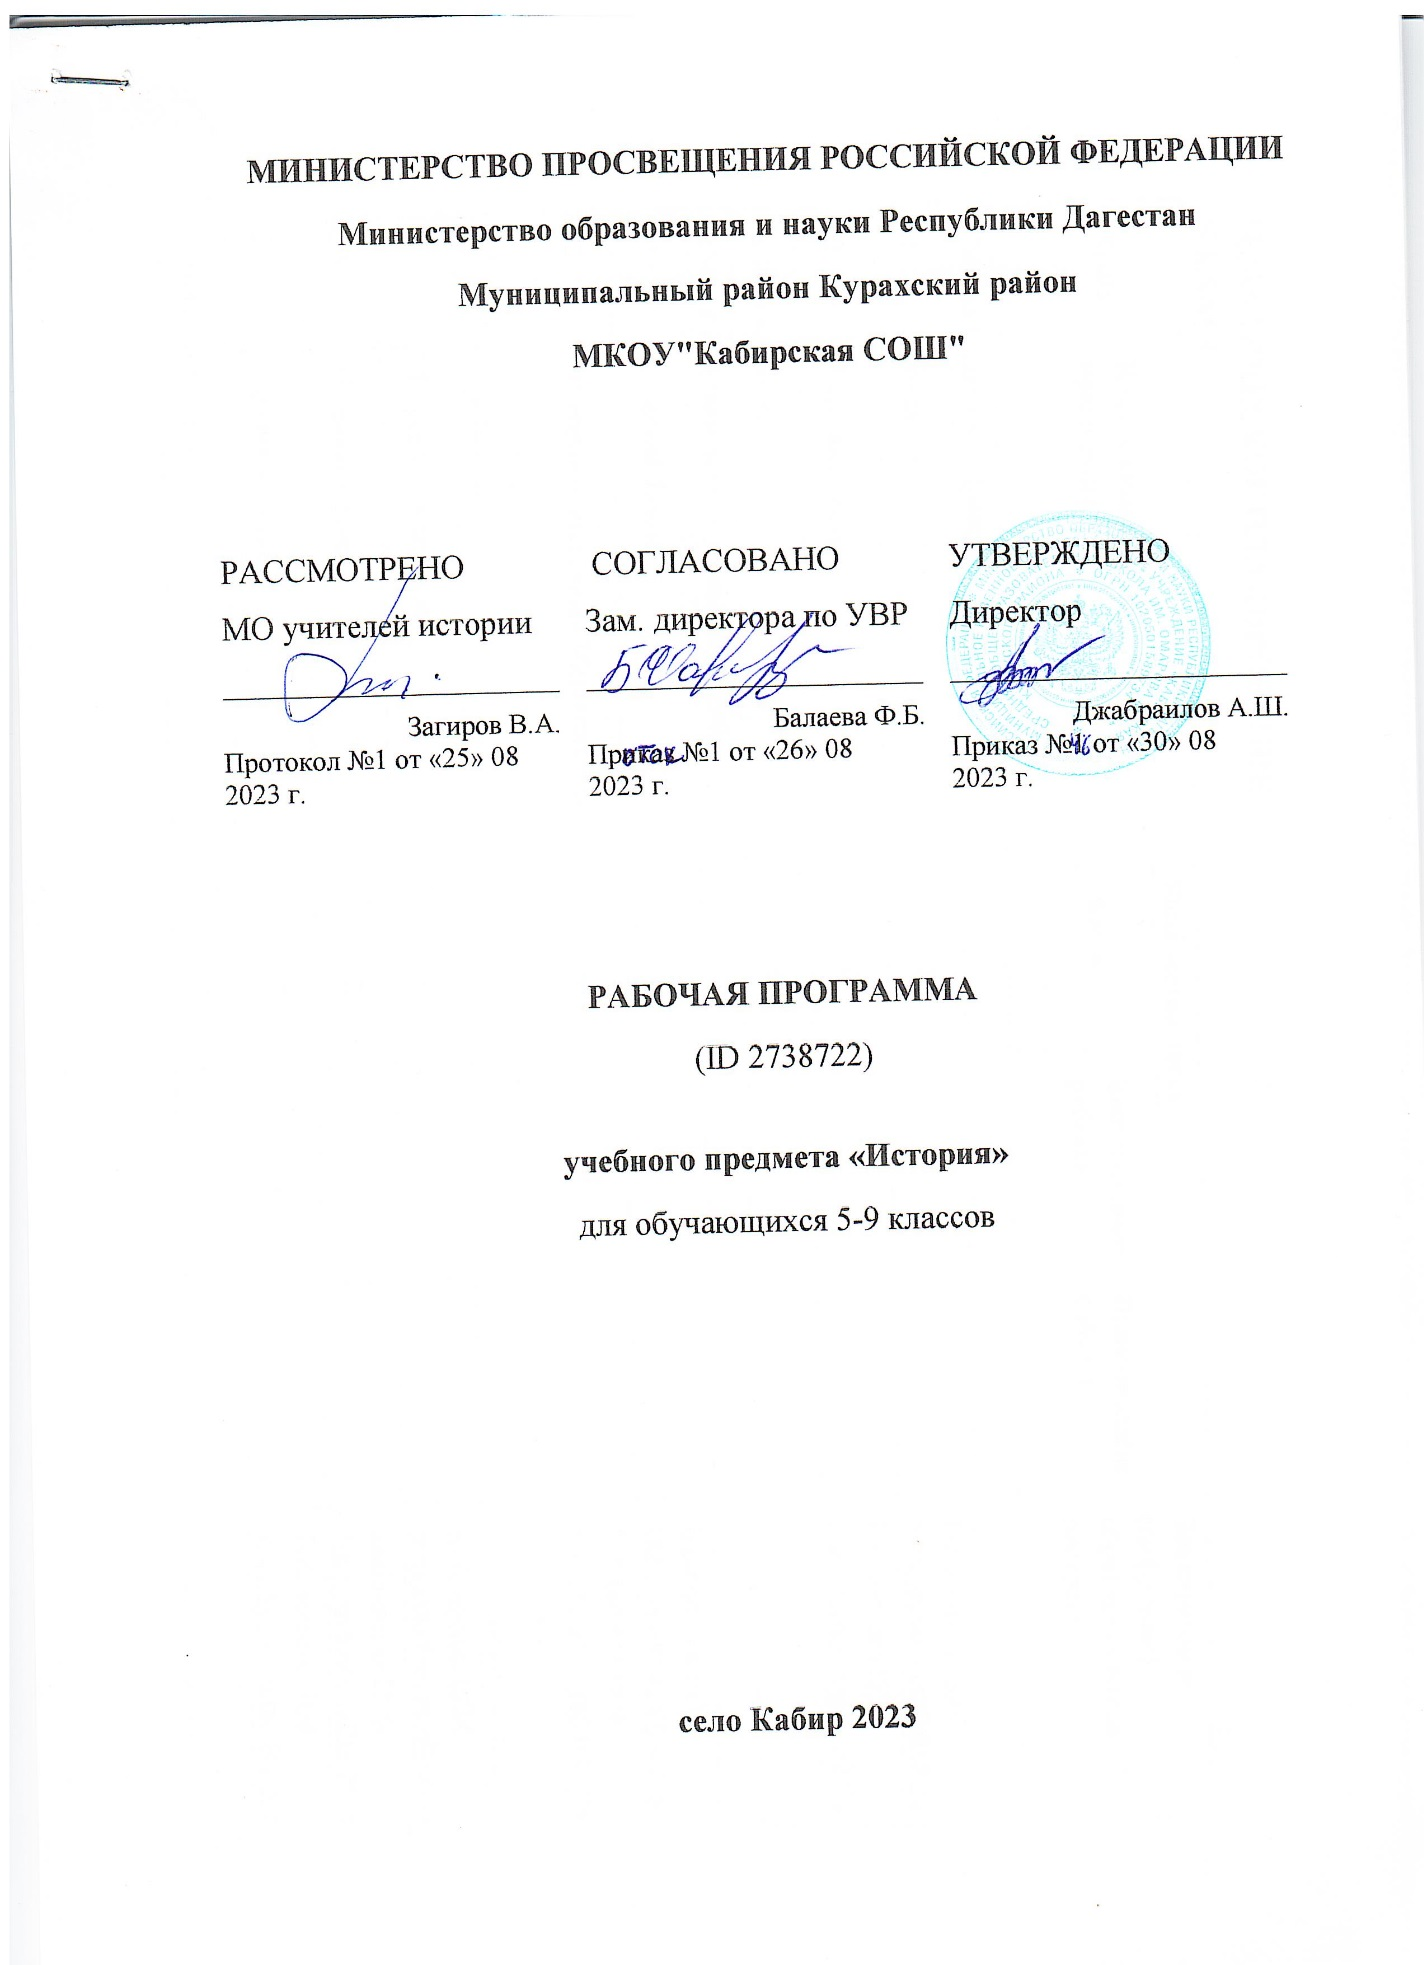 МИНИСТЕРСТВО ПРОСВЕЩЕНИЯ РОССИЙСКОЙ ФЕДЕРАЦИИ
Министерство образования и науки Республики Дагестан
Муниципальный район Курахский район
МКОУ"Кабирская СОШ"
РАССМОТРЕНО
МО учителей истории
Загиров В.А.
Протокол №1 от «25» 08
2023 г.
СОГЛАСОВАНО
Зам. директора по УВР
Балаева Ф.Б.
№1 от «26» 08
2023 г.
УТВЕРЖДЕНО
Директор
Джабраилов А.Ш.
Приказ от «30» 08
2023 г.
РАБОЧАЯ ПРОГРАММА
(ID 2738722)
учебного предмета «История»
для обучающихся 5-9 классов
село Кабир 2023